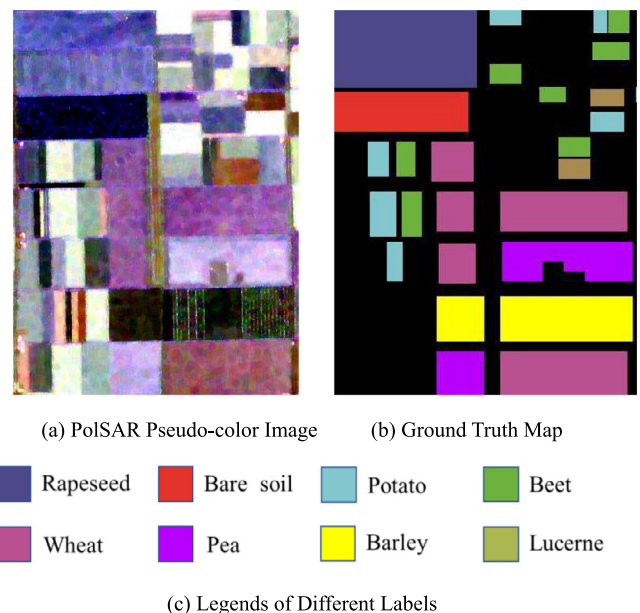 (a) PolSAR Pseudo-color Image (b) Ground Truth Map
Rapeseed Bare soil Potato Beet
Wheat Pea Barley Lucerne
(c) Legends of Different Labels